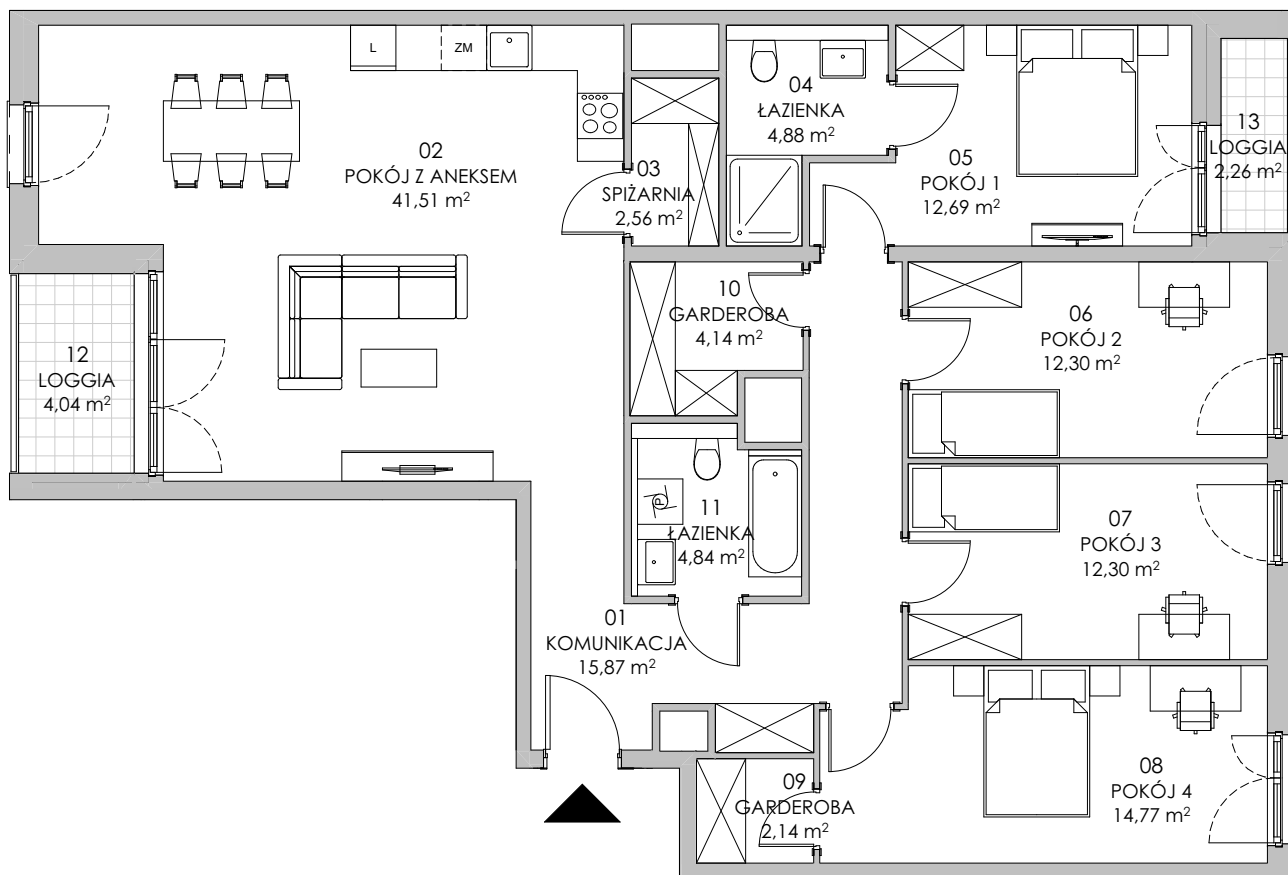 L
ZM
02
POKÓJ Z ANEKSEM
41,51 m²
03
SPIŻARNIA
2,56 m²
04
ŁAZIENKA
4,88 m²
05
POKÓJ 1
12,69 m²
13
LOGGIA
2,26 m²
12
LOGGIA
4,04 m²
10
GARDEROBA
4,14 m²
06
POKÓJ 2
12,30 m²
11
ŁAZIENKA
4,84 m²
P
07
POKÓJ 3
12,30 m²
01
KOMUNIKACJA
15,87 m²
09
GARDEROBA
2,14 m²
08
POKÓJ 4
14,77 m²